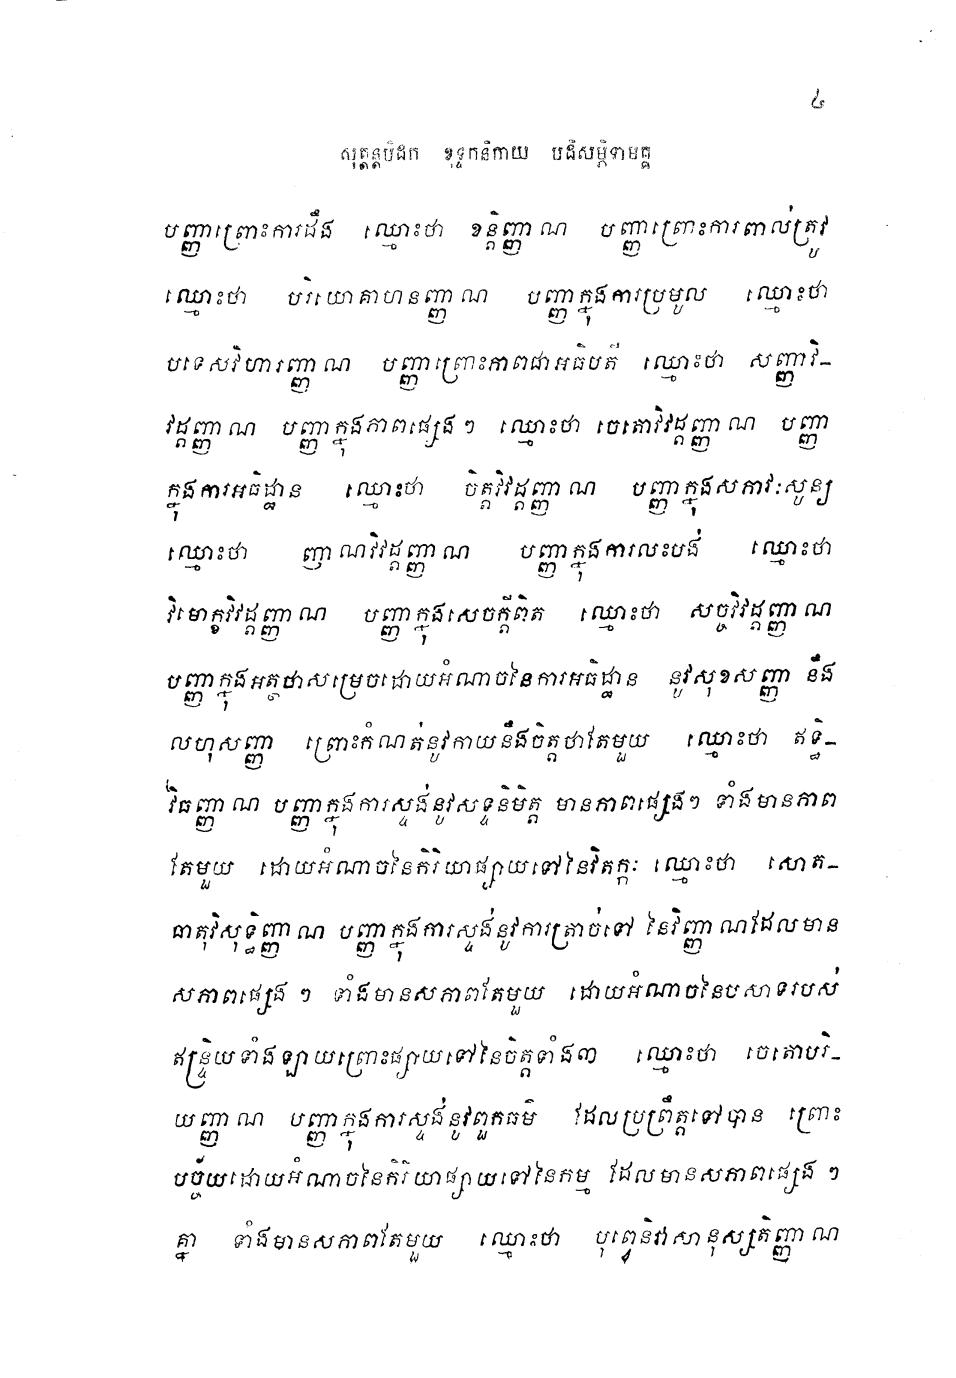 ៤
សុត្តន្តបិដក ខុទ្ទកនិកាយ បដិសម្ភិទាមគ្គ
បញ្ញាព្រោះការដឹង ឈ្មោះថា ខន្តិញ្ញាណ បញ្ញាព្រោះការពាល់ត្រូវ
ឈ្មោះថា បរិយោគាហនញ្ញាណ បញ្ញាក្នុងការប្រមូល ឈ្មោះថា
បទេសវិហារញ្ញាណ បញ្ញាព្រោះភាពជាអធិបតី ឈ្មោះថា សញ្ញាវិ–
វដ្តញ្ញាណ បញ្ញាក្នុងភាពផ្សេងៗ ឈ្មោះថា ចេតោវិវដ្តញ្ញាណ បញ្ញា
ក្នុងការអធិដ្ឋាន ឈ្មោះថា ចិត្តវិវដ្តញ្ញាណ បញ្ញាក្នុងសភាវៈសូន្យ
ឈ្មោះថា ញាណវិវដ្តញ្ញាណ បញ្ញាក្នុងការលះបង់ ឈ្មោះថា
វិមោក្ខវិវដ្តញ្ញាណ បញ្ញាក្នុងសេចក្តីពិត ឈ្មោះថា សច្ចវិវដ្តញ្ញាណ
បញ្ញាក្នុងអត្ថថាសម្រេចដោយអំណាចនៃការអធិដ្ឋាន នូវសុខសញ្ញា នឹង
លហុសញ្ញា ព្រោះកំណត់នូវកាយនឹងចិត្តថាតែមួយ ឈ្មោះថា ឥទ្ធិ–
វិធញ្ញាណ បញ្ញាក្នុងការស្ទង់នូវសទ្ទនិមិត្ត មានភាពផ្សេងៗ ទាំងមានភាព
តែមួយ ដោយអំណាចនៃកិរិយាផ្សាយទៅនៃវិតក្កៈ ឈ្មោះថា សោត–
ធាតុវិសុទ្ធិញ្ញាណ បញ្ញាក្នុងការស្ទង់នូវការត្រាច់ទៅ នៃវិញ្ញាណដែលមាន
សភាពផ្សេងៗ ទាំងមានសភាពតែមួយ ដោយអំណាចនៃបសាទរបស់
ឥន្ទ្រិយទាំងឡាយព្រោះផ្សាយទៅនៃចិត្តទាំង៣ ឈ្មោះថា ចេតោបរិ–
យញ្ញាណ បញ្ញាក្នុងការស្ទង់នូវពួកធម៌ ដែលប្រព្រឹត្តទៅបាន ព្រោះ
បច្ច័យដោយអំណាចនៃកិរិយាផ្សាយទៅនៃកម្ម ដែលមានសភាពផ្សេងៗ
គ្នា ទាំងមានសភាពតែមួយ ឈ្មោះថា បុព្វេនិវាសានុស្សតិញ្ញាណ